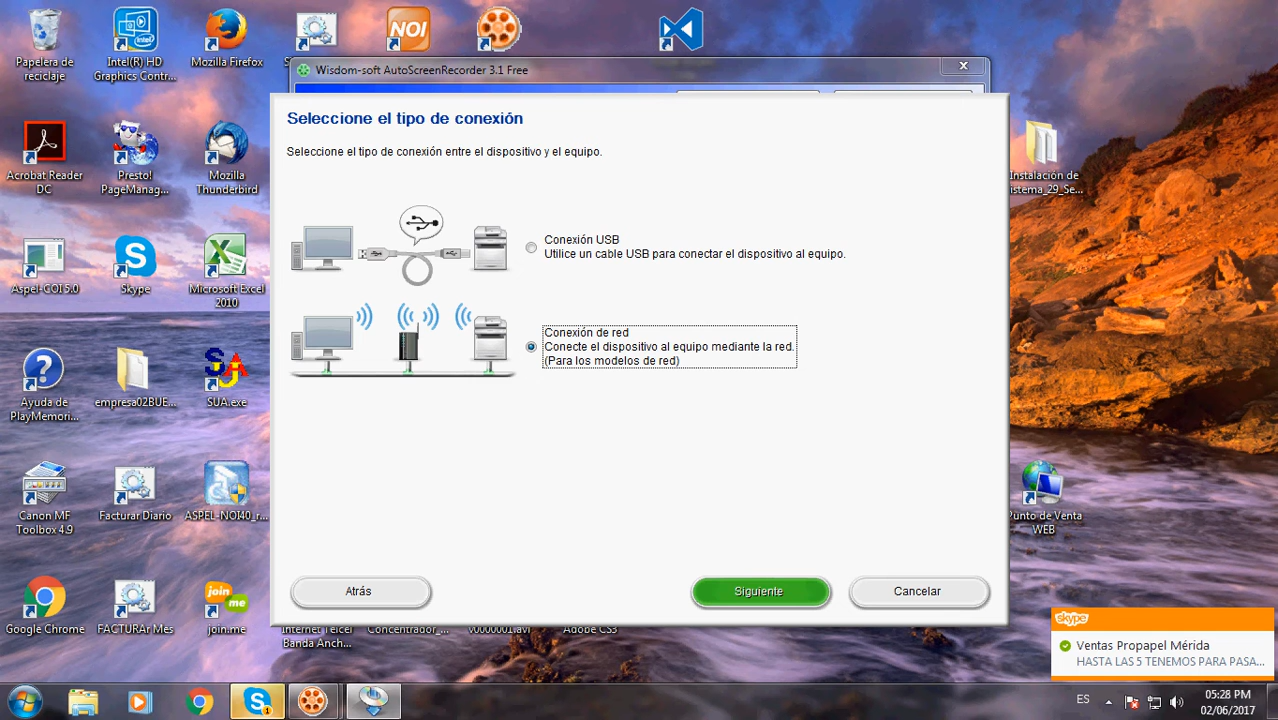 Papelera de
reciclaje
Intel(R) HD
Graphics Contr...
Mozilla Firefox
NOI
Wisdom-soft AutoScreenRecorder 3.1 Free
Seleccione el tipo de conexión
Seleccione el tipo de conexión entre el dispositivo y el equipo.
Conexión USB
Utilice un cable USB para conectar el dispositivo al equipo.
Conexión de red
Conecte el dispositivo al equipo mediante la red.
(Para los modelos de red)
Atrás
Siguiente
Cancelar
Acrobat Reader
DC
Presto!
PageManag...
Mozilla
Thunderbird
Aspel-COI 5.0
Skype
Microsoft Excel
2010
Ayuda de
PlayMemori...
empresa02BUE...
SUA
SUA.exe
Canon MF
Toolbox 4.9
Facturar Diario
ASPEL-NOI40_r...
Google Chrome
FACTURAr Mes
join
me
join.me
Internet Telcel
Banda Anch...
Concentrador_...
v0000001.avi
Adobe CS3
Instalación de
sistema_29_Se...
Punto de Venta
WEB
skype
Ventas Propapel Mérida
HASTA LAS 5 TENEMOS PARA PASA...
ES
05:28 PM
02/06/2017